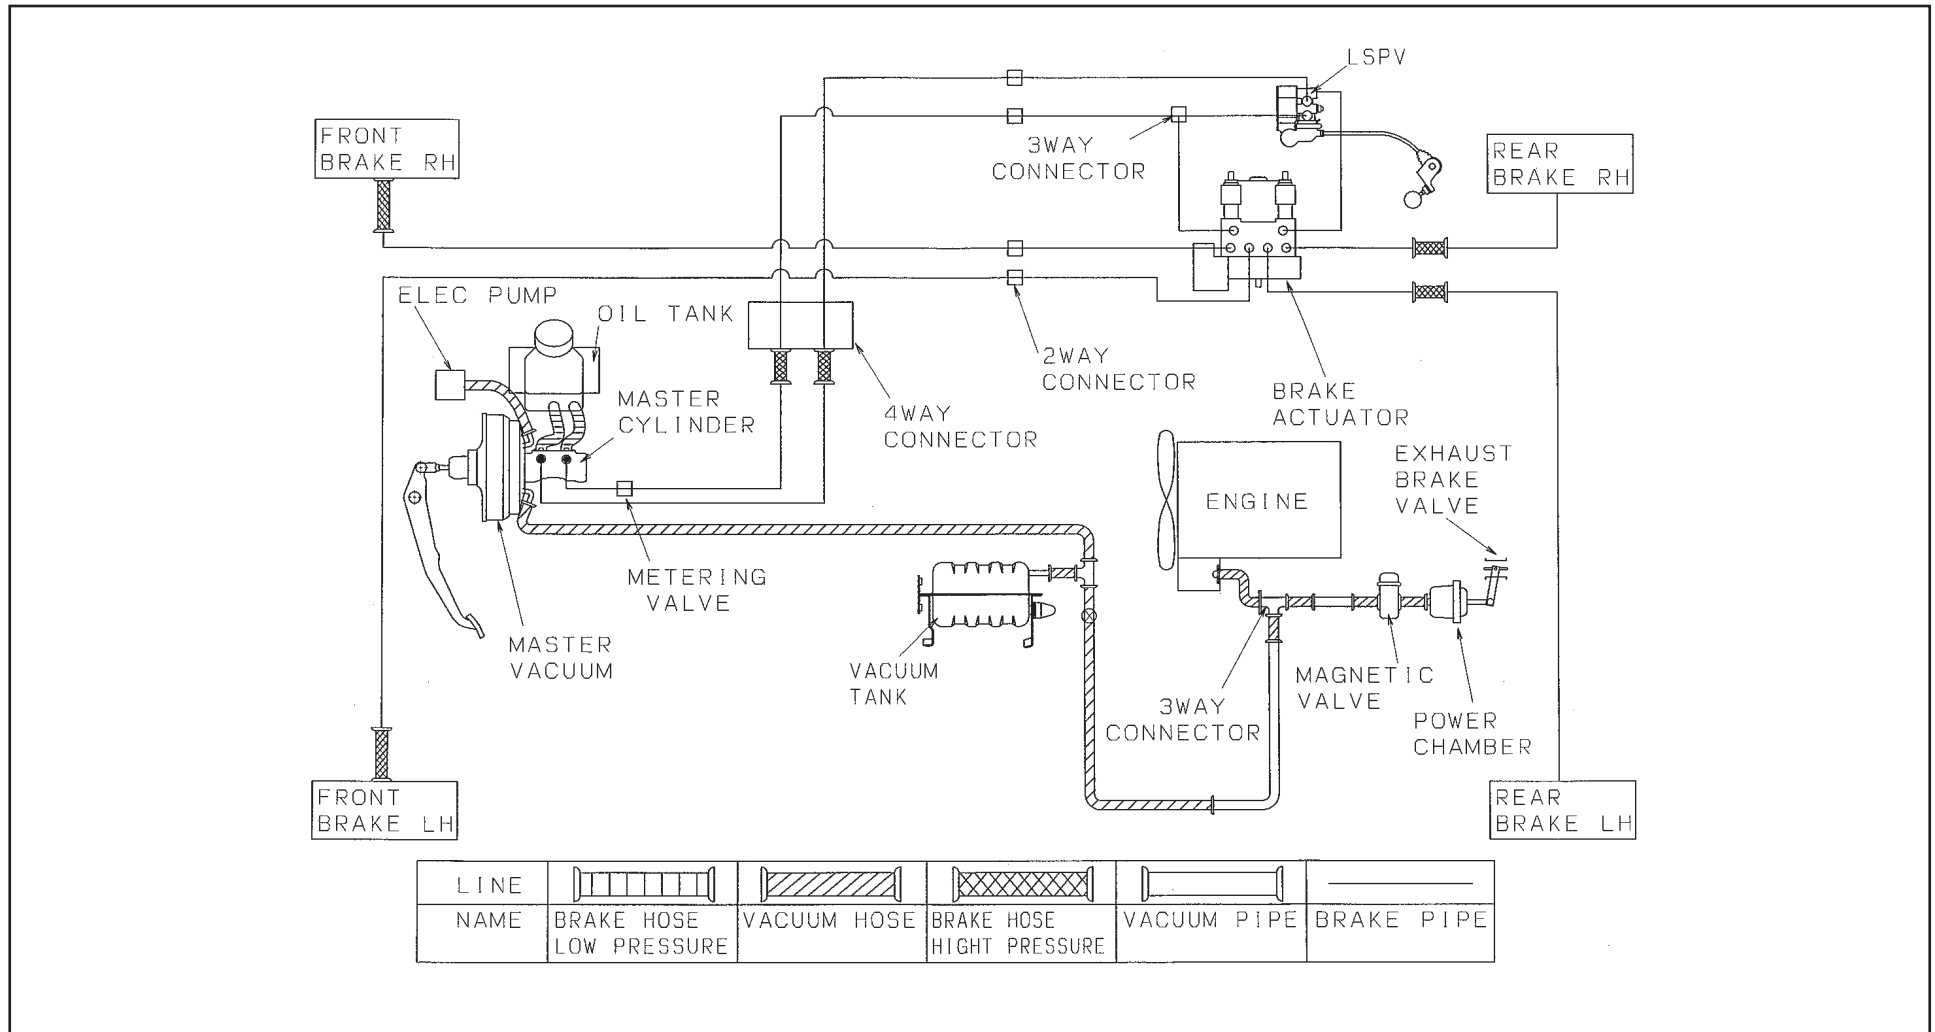 LSPV
FRONT
BRAKE RH
3WAY
CONNECTOR
REAR
BRAKE RH
ELEC PUMP
OIL TANK
2WAY
CONNECTOR
BRAKE
ACTUATOR
MASTER
CYLINDER
4WAY
CONNECTOR
EXHAUST
BRAKE
VALVE
ENGINE
METERING
VALVE
MASTER
VACUUM
VACUUM
TANK
3WAY
CONNECTOR
MAGNETIC
VALVE
POWER
CHAMBER
FRONT
BRAKE LH
REAR
BRAKE LH
LINE
NAME
BRAKE HOSE
LOW PRESSURE
VACUUM HOSE
BRAKE HOSE
HIGHT PRESSURE
VACUUM PIPE
BRAKE PIPE